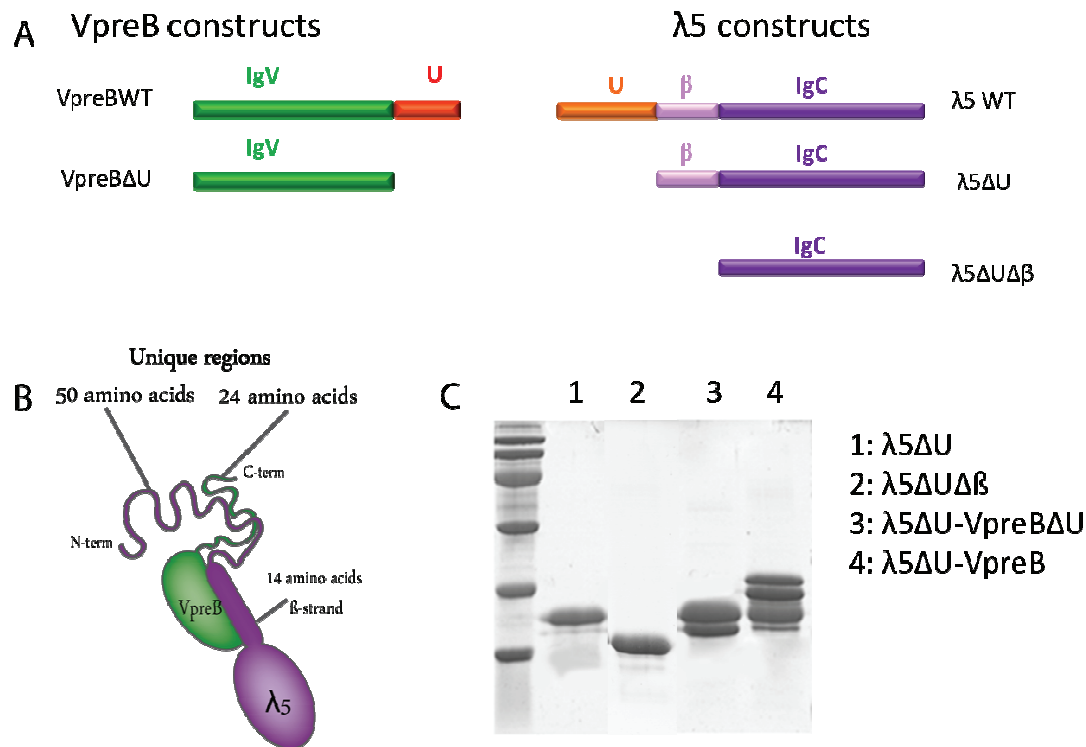 A
VpreB constructs
λ5 constructs
IgV
U
VpreBWT
U
β
IgC
λ5 WT
IgV
VpreBΔU
β
IgC
λ5ΔU
IgC
λ5ΔUΔβ
B
Unique regions
50 amino acids
24 amino acids
C-term
N-term
14 amino acids
ß-strand
VpreB
λ5
C
1 2 3 4
1: λ5ΔU
2: λ5ΔUΔß
3: λ5ΔU-VpreBΔU
4: λ5ΔU-VpreB